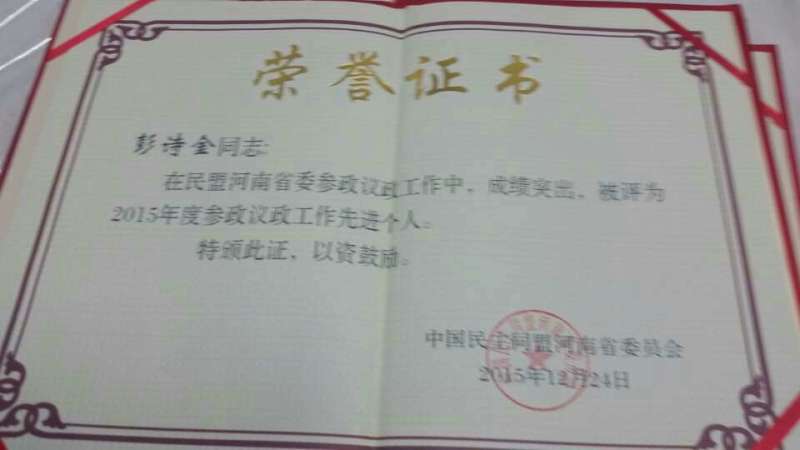 荣誉证书
彭诗金同志:
在民盟河南省委参政议政工作中，成绩突出，被评为
2015年度参政议政工作先进个人。
特颁此证，以资鼓励。
中国民主同盟河南省委员会
2015年12月24日